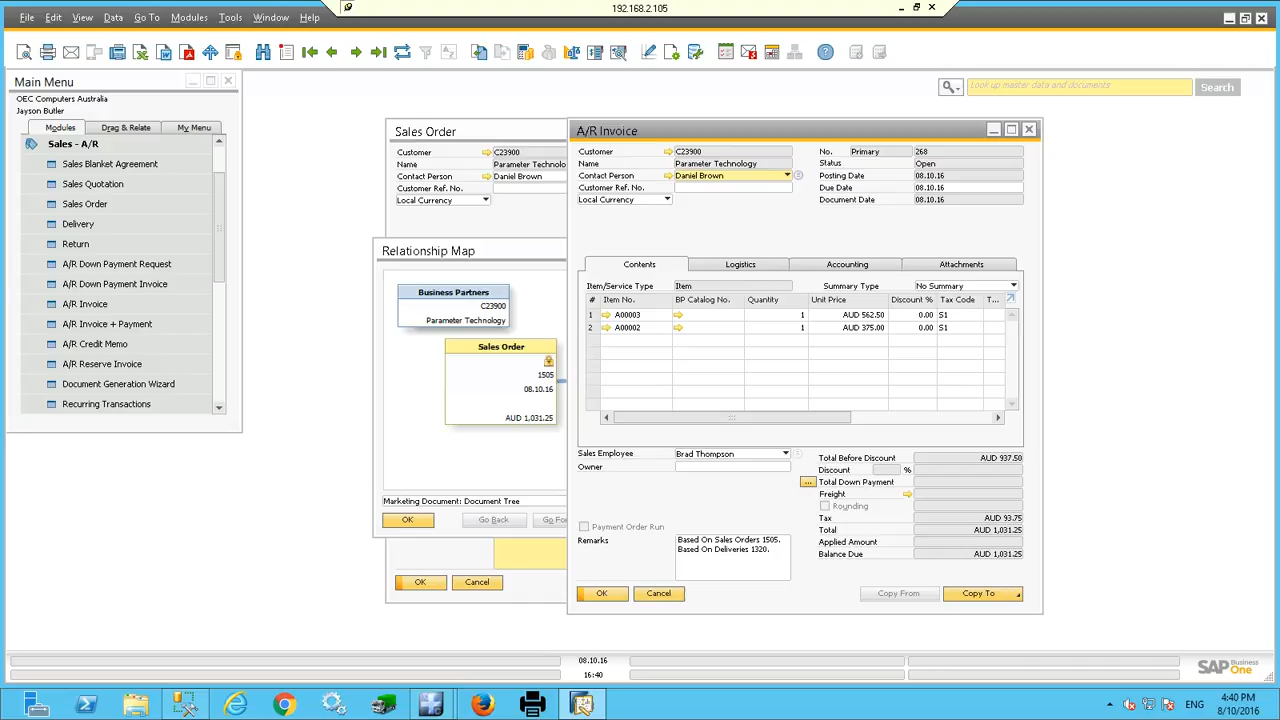 192.168.2.105
File Edit View Data Go To Modules Tools Window Help
Look up master data and documents
Search
Main Menu
OEC Computers Australia
Jayson Butler
Modules Drag & Relate My Menu
Sales - A/R
Sales Blanket Agreement
Sales Quotation
Sales Order
Delivery
Return
A/R Down Payment Request
A/R Down Payment Invoice
A/R Invoice
A/R Invoice + Payment
A/R Credit Memo
A/R Reserve Invoice
Document Generation Wizard
Recurring Transactions
Sales Order
Customer C23900
Name Parameter Technolo
Contact Person Daniel Brown
Customer Ref. No.
Local Currency
Relationship Map
Business Partners
C23900
Parameter Technology
Sales Order
1505
08.10.16
AUD 1,031.25
Marketing Document: Document Tree
OK Go Back Go Fo
OK Cancel
A/R Invoice
Customer C23900 No. Primary 268
Name Parameter Technology Status Open
Contact Person Daniel Brown Posting Date 08.10.16
Customer Ref. No. Due Date 08.10.16
Local Currency Document Date 08.10.16
Contents Logistics Accounting Attachments
Item/Service Type Item Summary Type No Summary
# Item No. BP Catalog No. Quantity Unit Price Discount % Tax Code T...
1 A00003 1 AUD 562.50 0.00 S1
2 A00002 1 AUD 375.00 0.00 S1
Sales Employee Brad Thompson
Owner
Total Before Discount AUD 937.50
Discount %
... Total Down Payment
Freight
Rounding
Tax AUD 93.75
Total AUD 1,031.25
Applied Amount
Balance Due AUD 1,031.25
Payment Order Run
Remarks Based On Sales Orders 1505.
Based On Deliveries 1320.
OK Cancel Copy From Copy To
08.10.16
16:40
SAP Business One
ENG
4:40 PM
8/10/2016